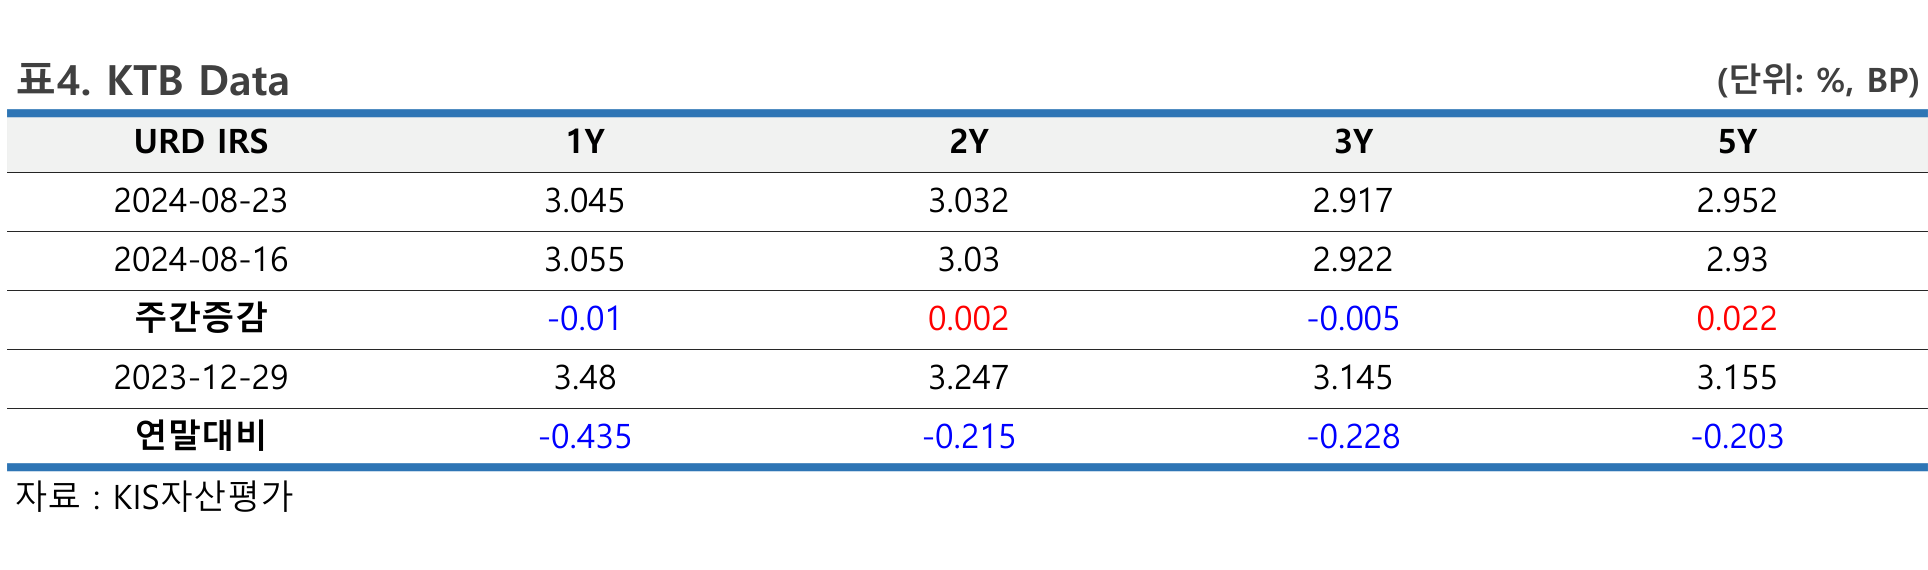 표4. KTB Data (단위: %, BP)
URD IRS 1Y 2Y 3Y 5Y
2024-08-23 3.045 3.032 2.917 2.952
2024-08-16 3.055 3.03 2.922 2.93
주간증감 -0.01 0.002 -0.005 0.022
2023-12-29 3.48 3.247 3.145 3.155
연말대비 -0.435 -0.215 -0.228 -0.203
자료 : KIS자산평가